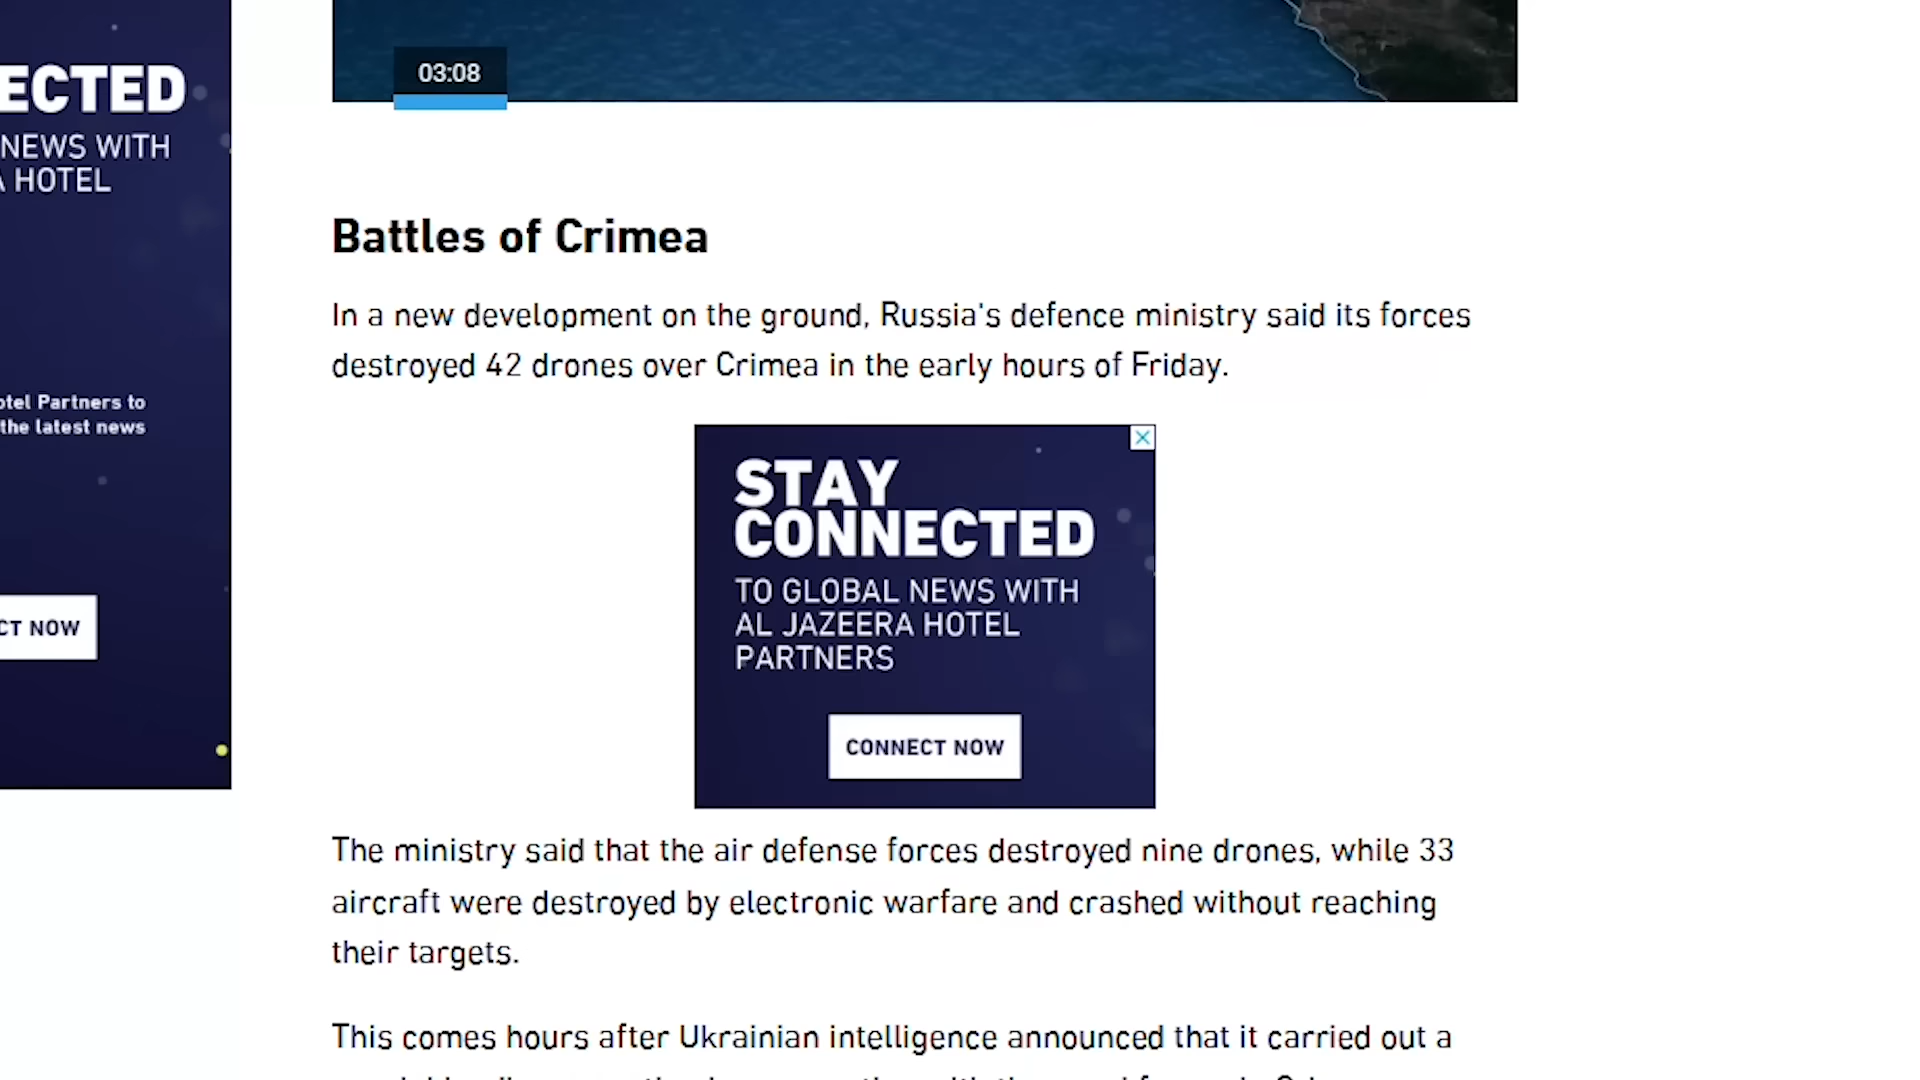 ECTED
NEWS WITH
A HOTEL
otel Partners to
the latest news
CT NOW
03:08
Battles of Crimea
In a new development on the ground, Russia's defence ministry said its forces
destroyed 42 drones over Crimea in the early hours of Friday.
STAY
CONNECTED
TO GLOBAL NEWS WITH
AL JAZEERA HOTEL
PARTNERS
CONNECT NOW
The ministry said that the air defense forces destroyed nine drones, while 33
aircraft were destroyed by electronic warfare and crashed without reaching
their targets.
This comes hours after Ukrainian intelligence announced that it carried out a